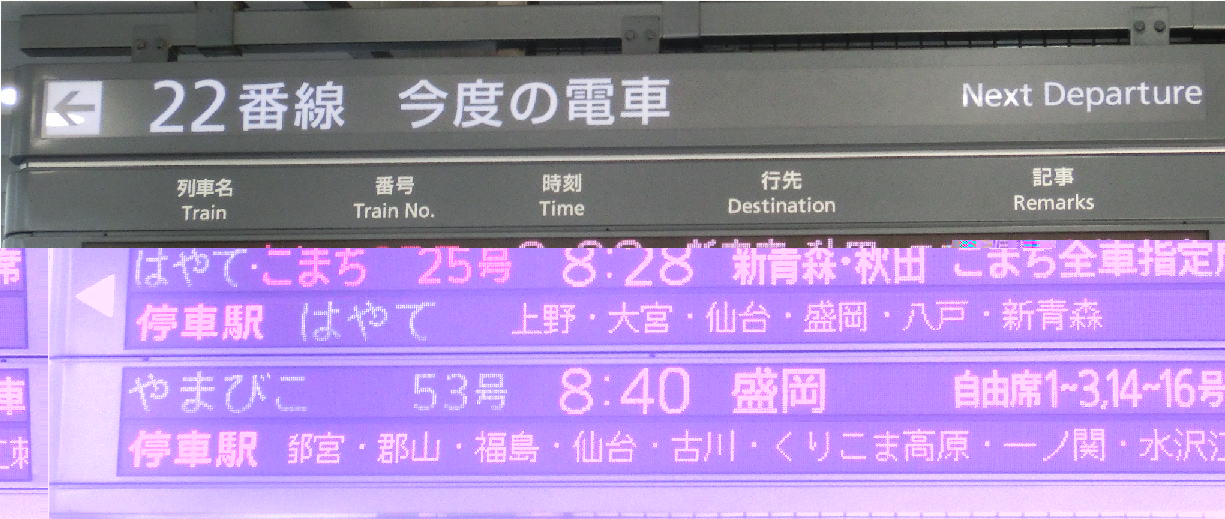 22番線 今度の電車 Next Departure
列車名 番号 時刻 行先 記事
Train Train No. Time Destination Remarks
はやて・こまち 25号 8:28 新青森・秋田 こまち全車指定
停車駅 はやて 上野・大宮・仙台・盛岡・八戸・新青森
やまびこ 53号 8:40 盛岡 自由席1~3,14~16号
停車駅 宮・郡山・福島・仙台・古川・くりこま高原・一ノ関・水沢江